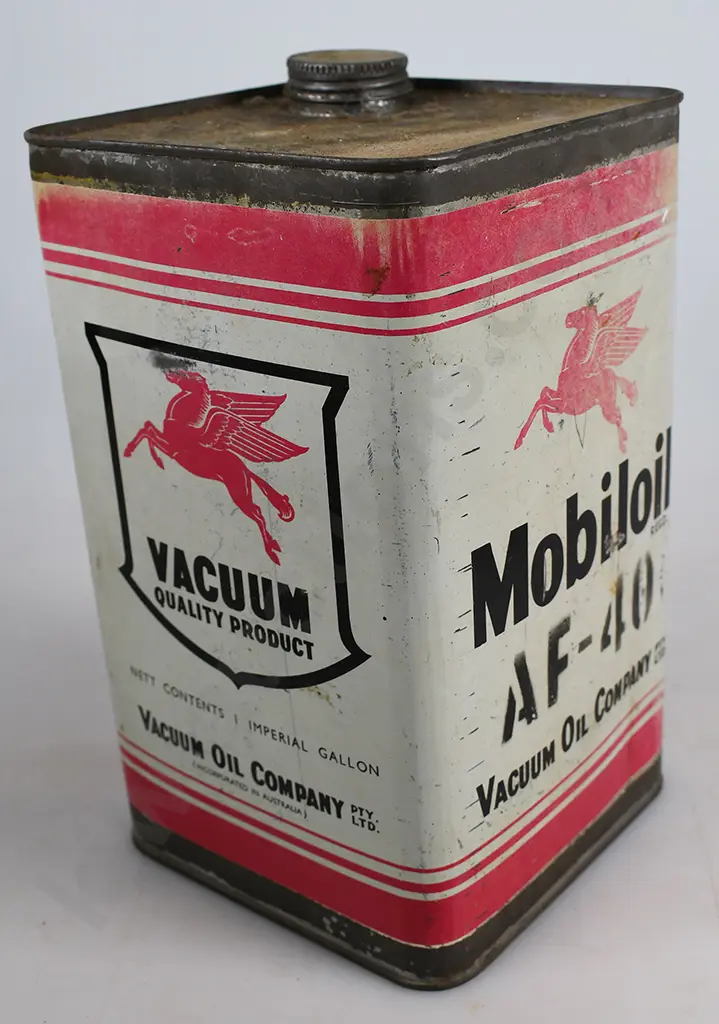 VACUUM
QUALITY PRODUCT
NETT CONTENTS 1 IMPERIAL GALLON
VACUUM OIL COMPANY PTY. LTD.
(INCORPORATED IN AUSTRALIA)
Mobiloil
AF-40
VACUUM OIL COMPANY